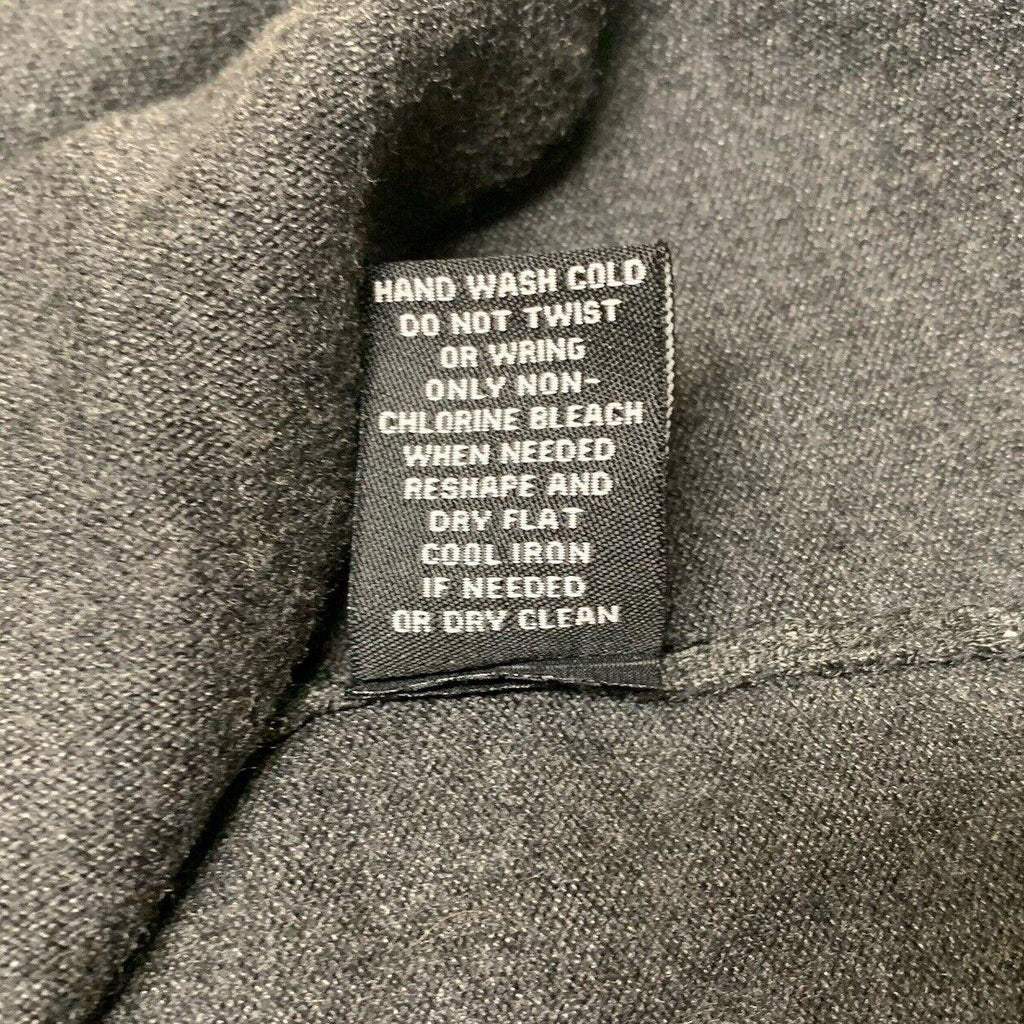 HAND WASH COLD
DO NOT TWIST
OR WRING
ONLY NON-
CHLORINE BLEACH
WHEN NEEDED
RESHAPE AND
DRY FLAT
COOL IRON
IF NEEDED
OR DRY CLEAN